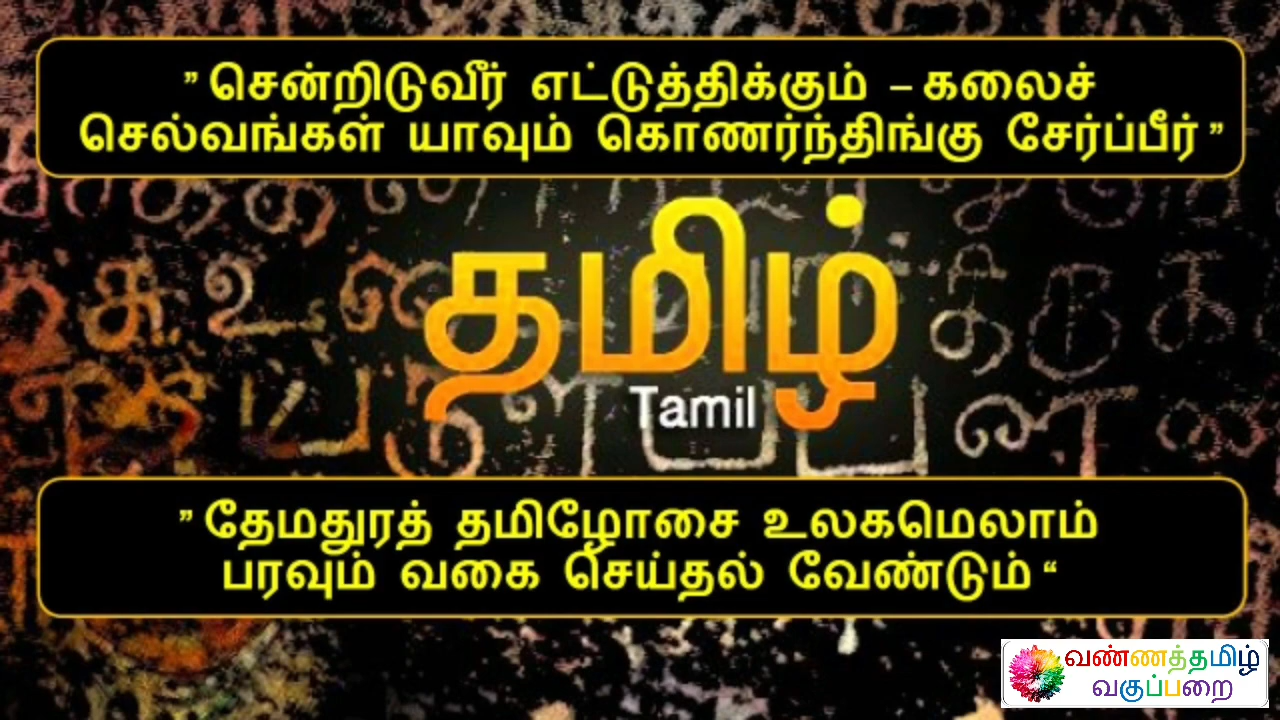 ” சென்றிடுவீர் எட்டுத்திக்கும் – கலைச்
செல்வங்கள் யாவும் கொணர்ந்திங்கு சேர்ப்பீர் ”
தமிழ்
Tamil
” தேமதுரத் தமிழோசை உலகமெலாம்
பரவும் வகை செய்தல் வேண்டும் “
வண்ணத்தமிழ்
வகுப்பறை